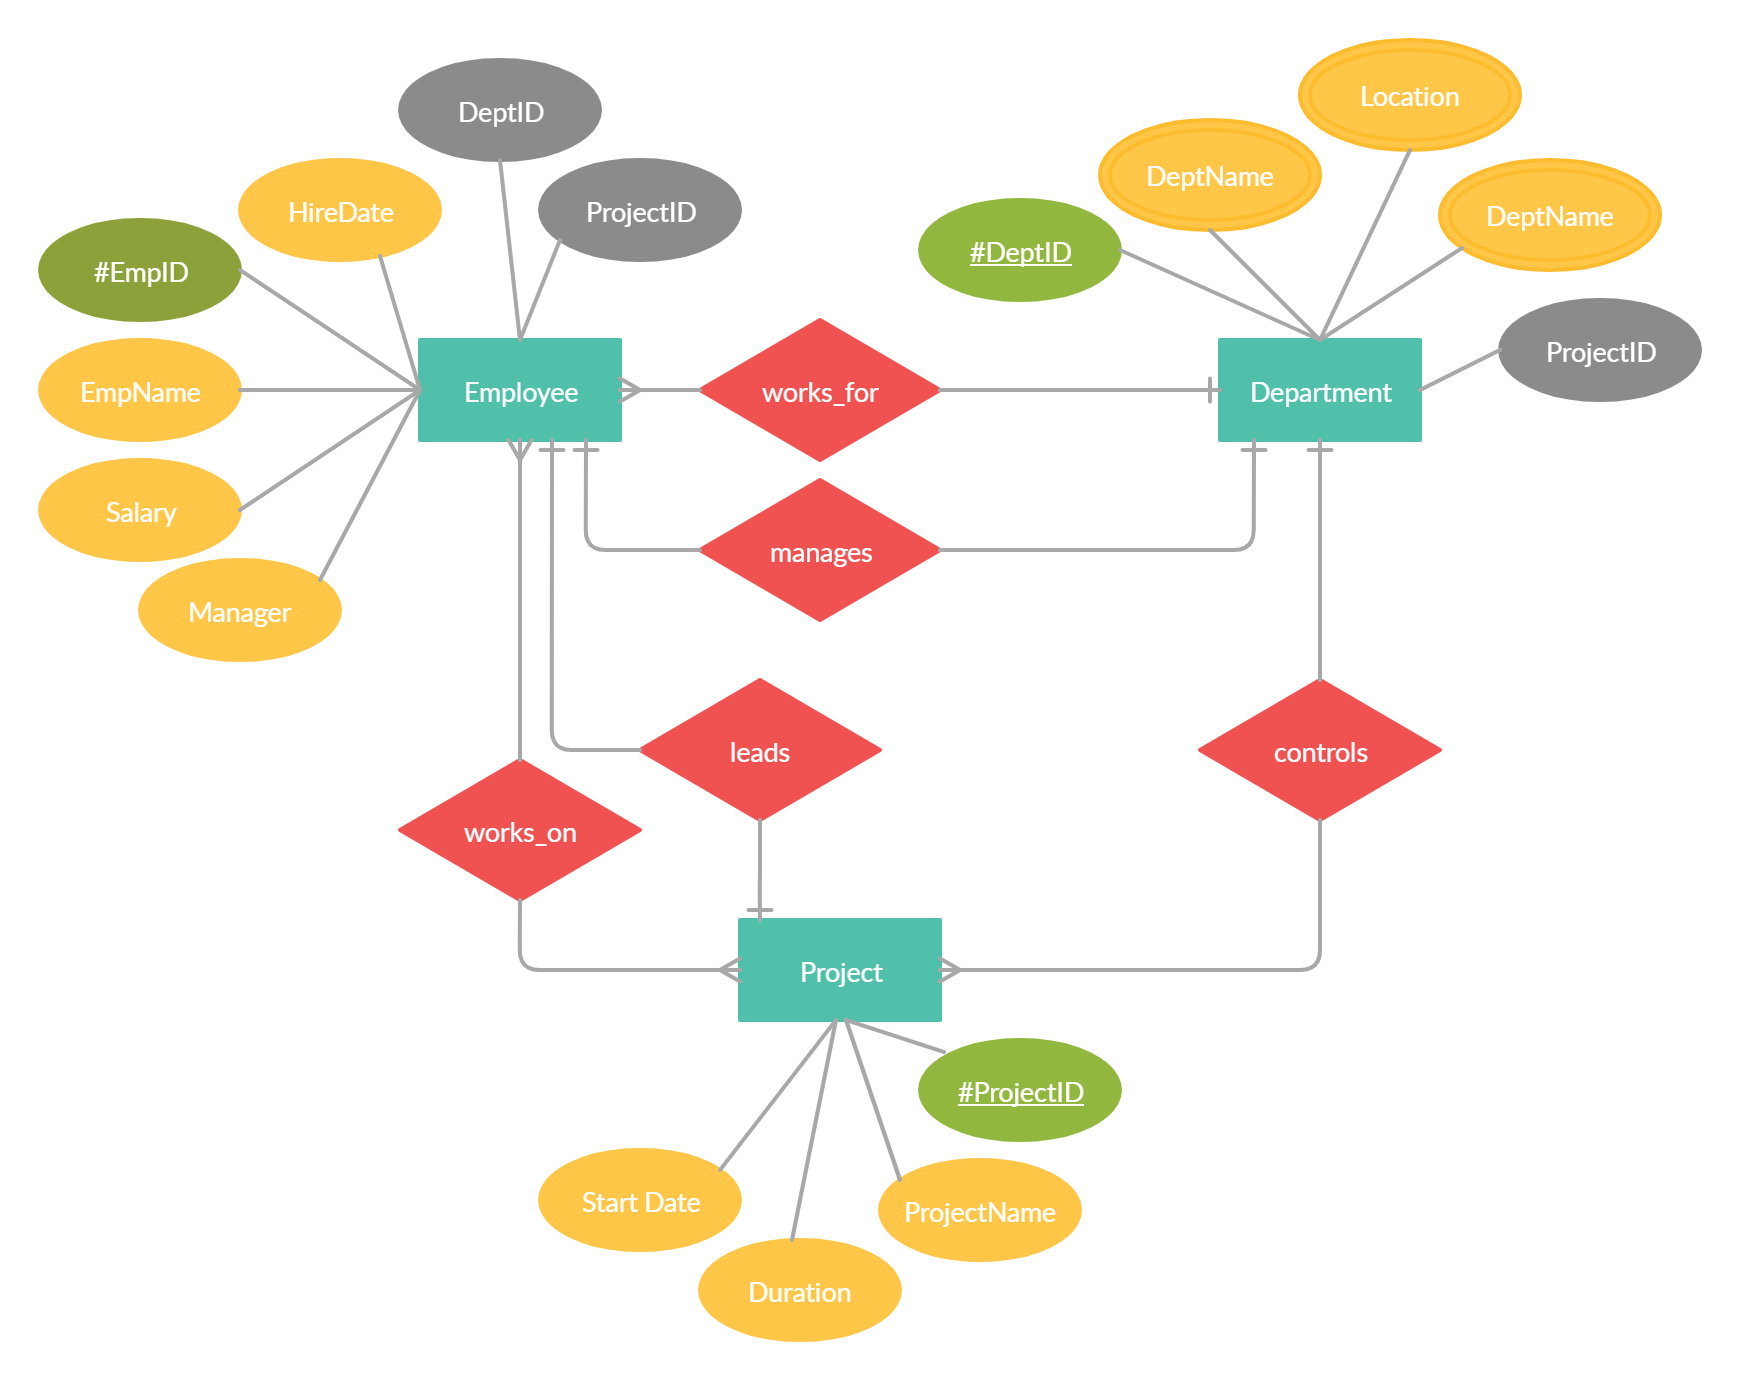 Location
DeptID
DeptName
HireDate
ProjectID
DeptName
#DeptID
#EmpID
ProjectID
EmpName
Employee
works_for
Department
Salary
manages
Manager
leads
controls
works_on
Project
#ProjectID
Start Date
ProjectName
Duration